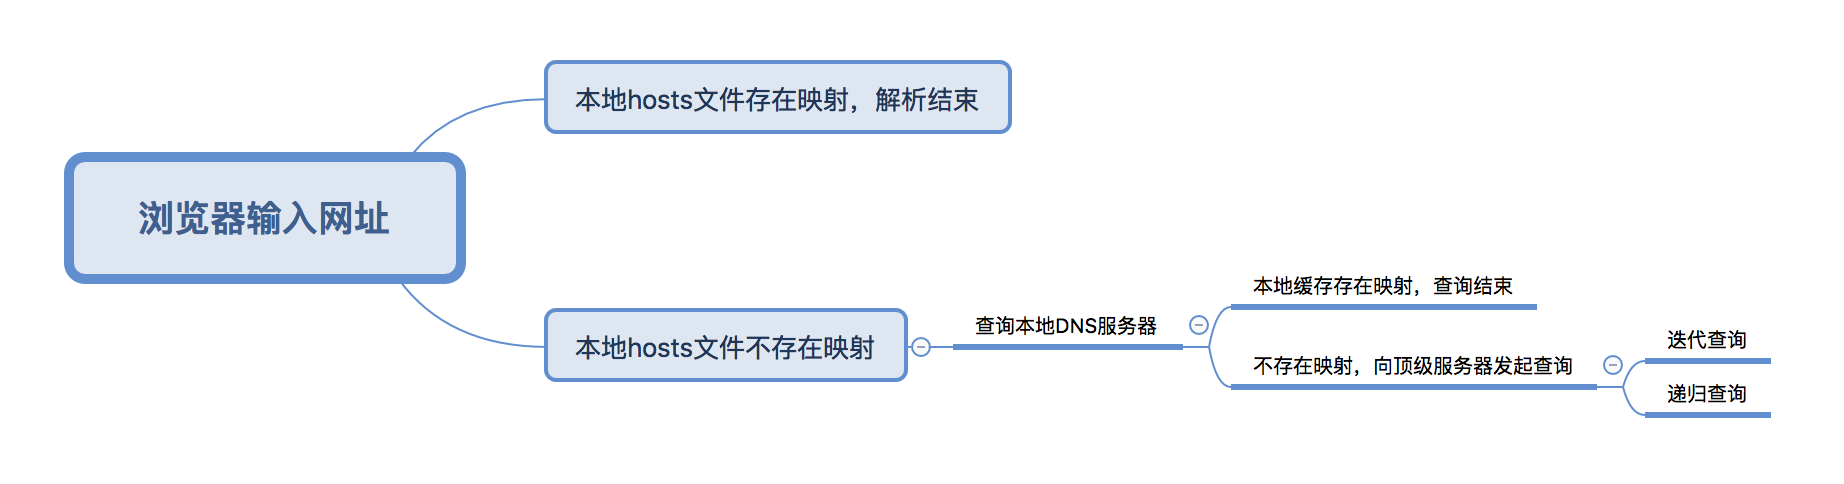 浏览器输入网址
本地hosts文件存在映射，解析结束
本地hosts文件不存在映射
查询本地DNS服务器
本地缓存存在映射，查询结束
不存在映射，向顶级服务器发起查询
迭代查询
递归查询